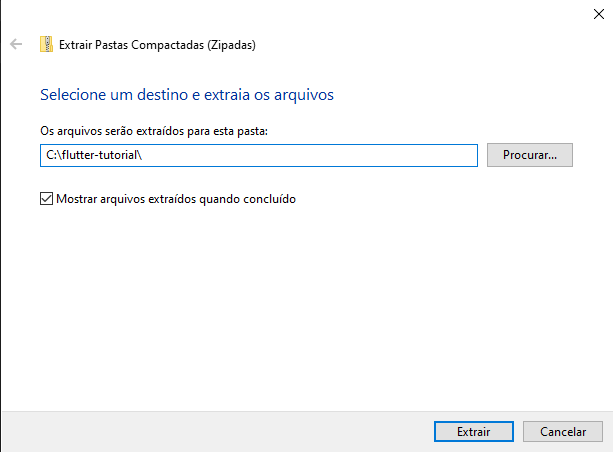 Extrair Pastas Compactadas (Zipadas)
Selecione um destino e extraia os arquivos
Os arquivos serão extraídos para esta pasta:
C:\flutter-tutorial\
Procurar...
Mostrar arquivos extraídos quando concluído
Extrair
Cancelar